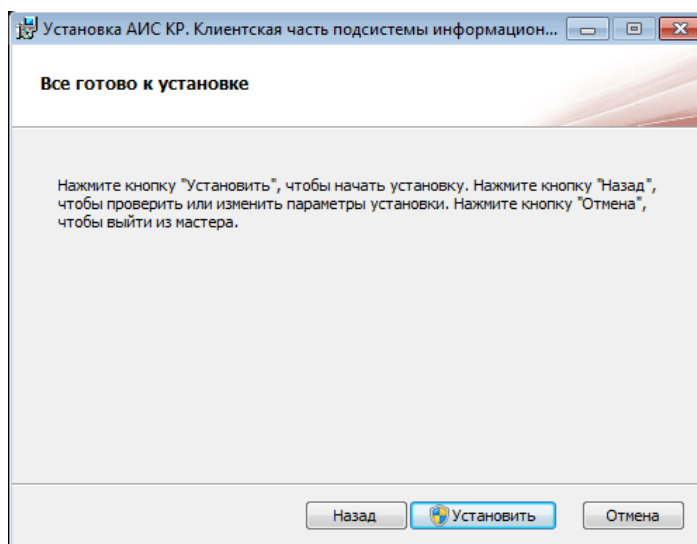 Установка АИС КР. Клиентская часть подсистемы информацион...
Все готово к установке
Нажмите кнопку "Установить", чтобы начать установку. Нажмите кнопку "Назад",
чтобы проверить или изменить параметры установки. Нажмите кнопку "Отмена",
чтобы выйти из мастера.
Назад
Установить
Отмена